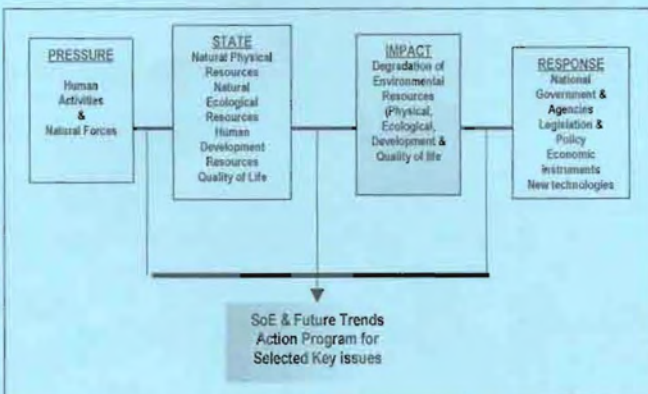 PRESSURE
Human
Activities
&
Natural Forces
STATE
Natural Physical
Resources
Natural
Ecological
Resources
Human
Development
Resources
Quality of Life
IMPACT
Degradation of
Environmental
Resources
(Physical,
Ecological,
Development &
Quality of life
RESPONSE
National
Government &
Agencies
Legislation &
Policy
Economic
instruments
New technologies
SoE & Future Trends
Action Program for
Selected Key issues